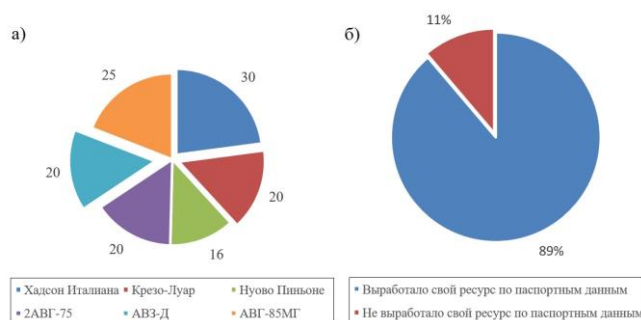 а)
б)
30
20
16
20
20
25
11%
89%
Хадсон Италиана
Крезо-Луар
Нуово Пиньоне
2АВГ-75
АВЗ-Д
АВГ-85МГ
Выработало свой ресурс по паспортным данным
Не выработало свой ресурс по паспортным данным